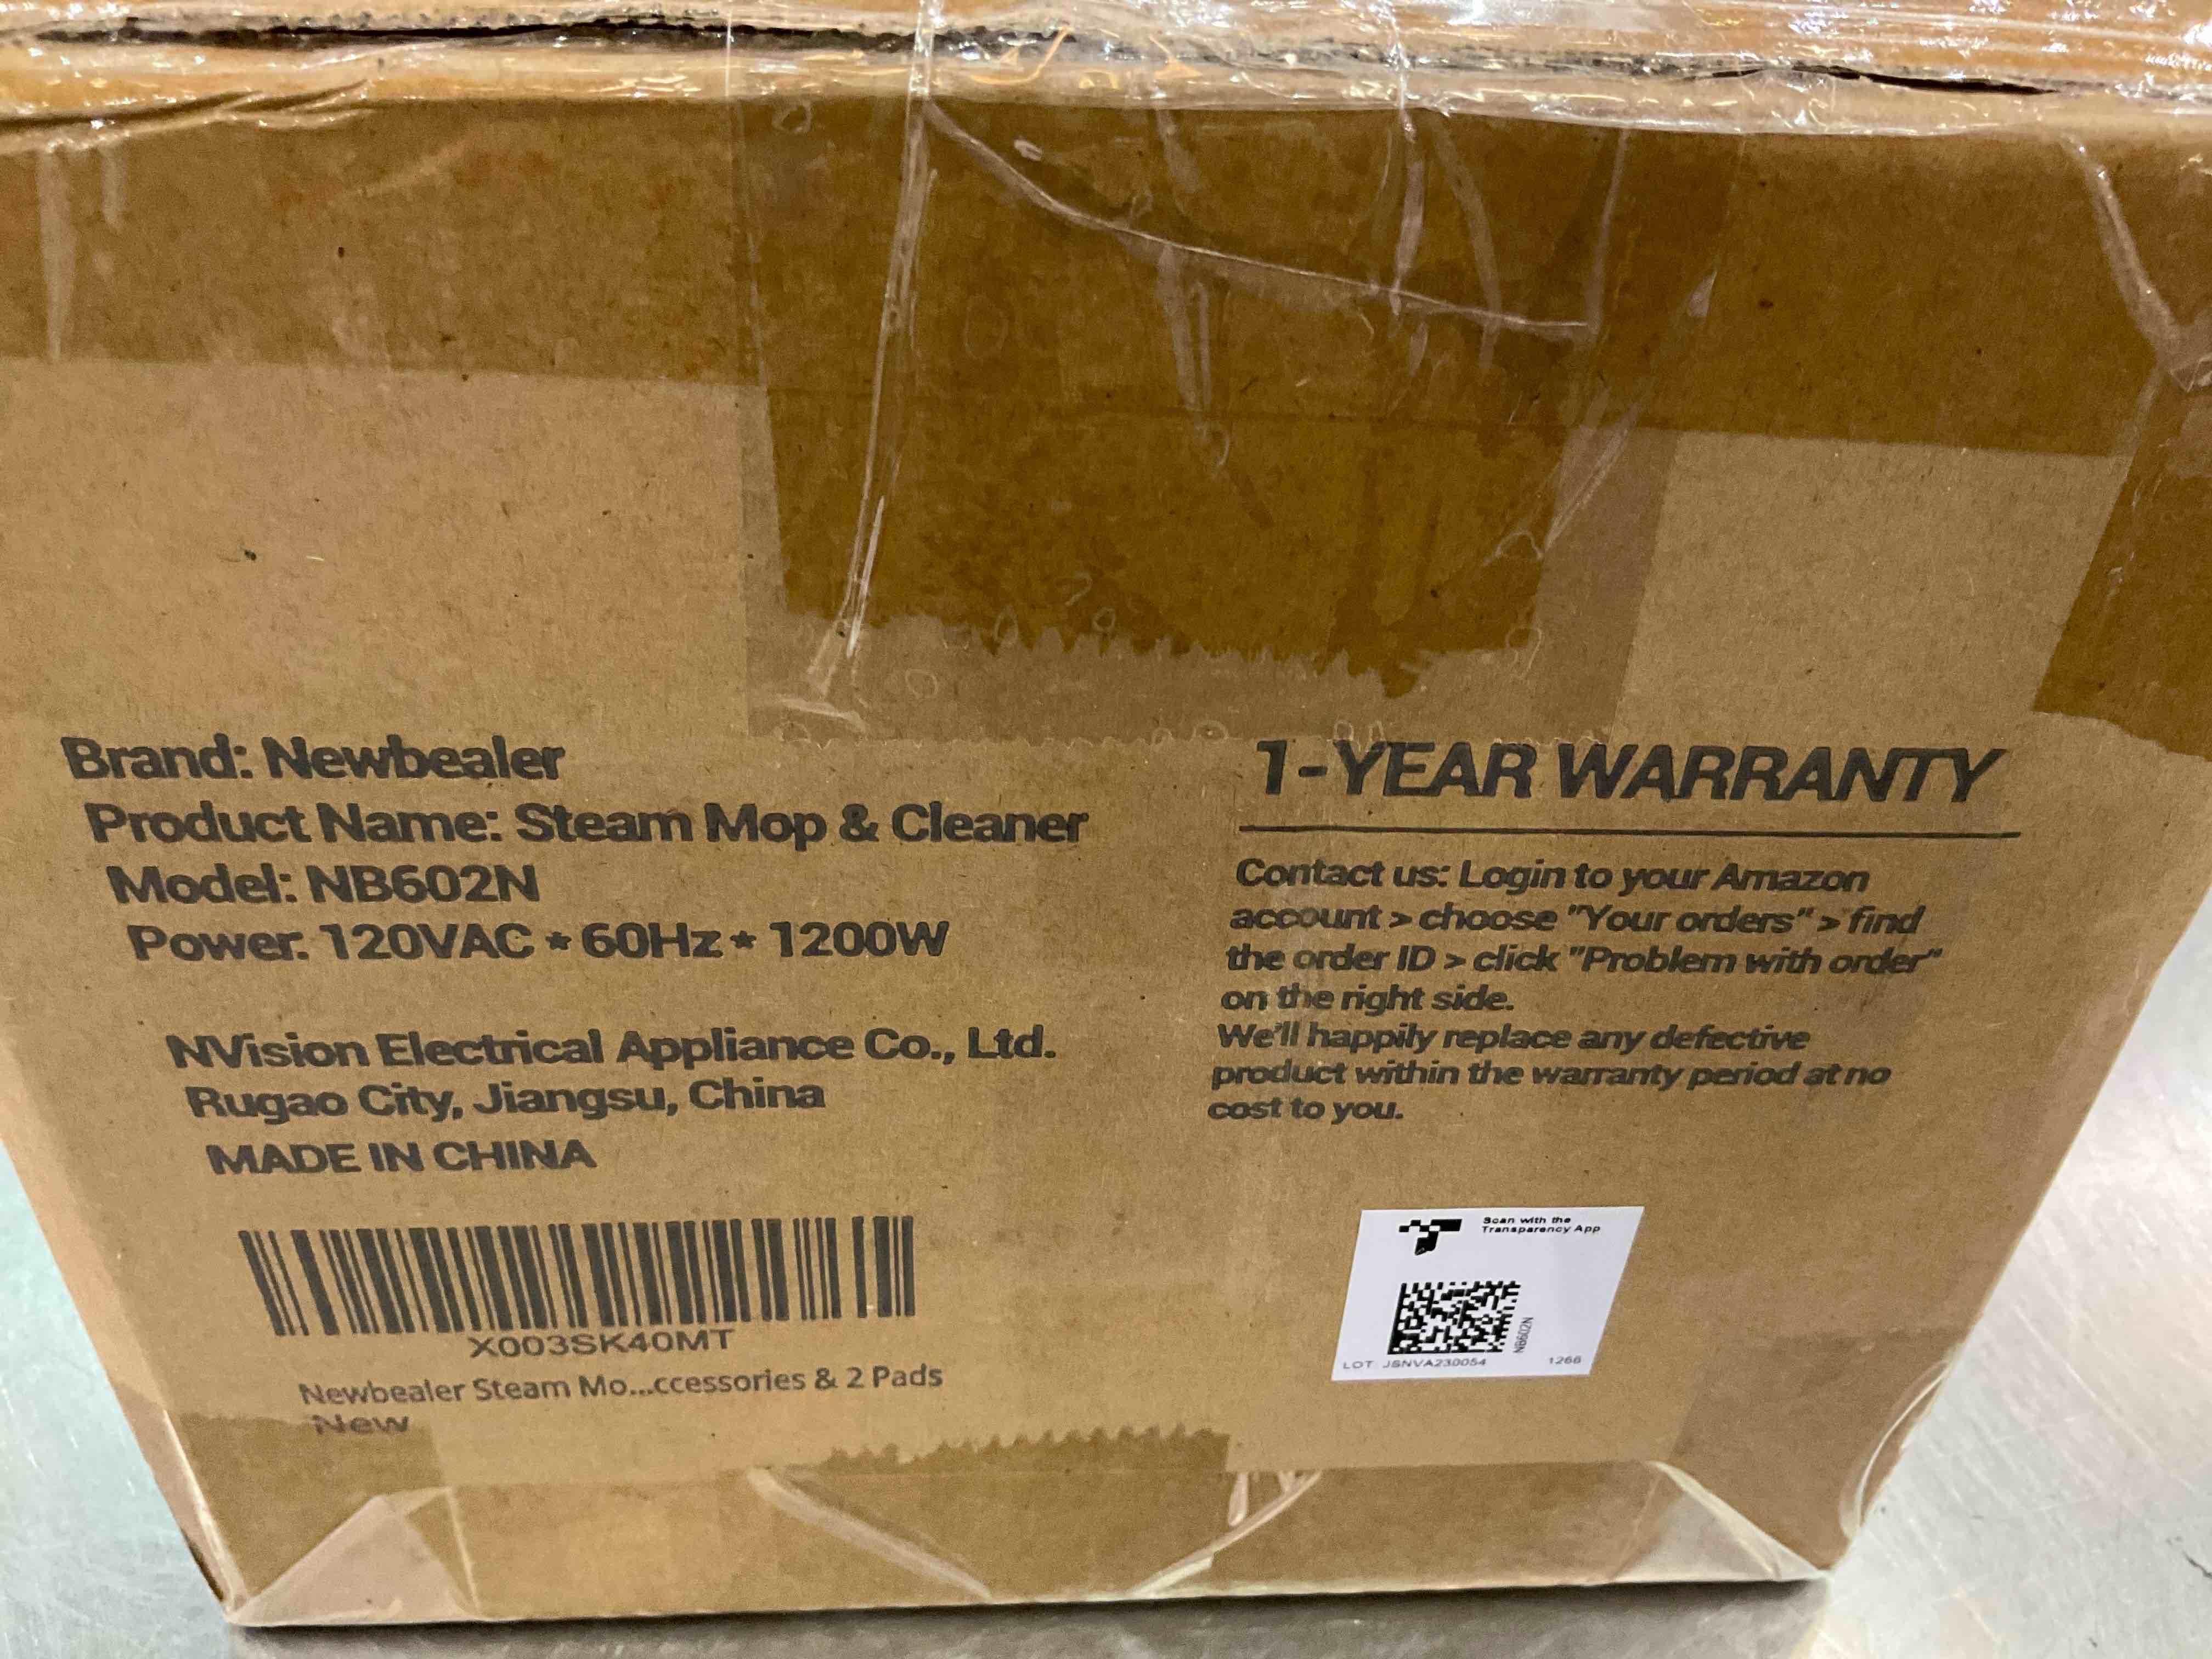 Brand: Newbealer
Product Name: Steam Mop & Cleaner
Model: NB602N
Power: 120VAC * 60Hz * 1200W
NVision Electrical Appliance Co., Ltd.
Rugao City, Jiangsu, China
MADE IN CHINA
X003SK40MT
Newbealer Steam Mo...ccessories & 2 Pads
New
1-YEAR WARRANTY
Contact us: Login to your Amazon
account > choose "Your orders" > find
the order ID > click "Problem with order"
on the right side.
We'll happily replace any defective
product within the warranty period at no
cost to you.
Scan with the
Transparency App
NB602N
LOT: JSNVA230054 1266